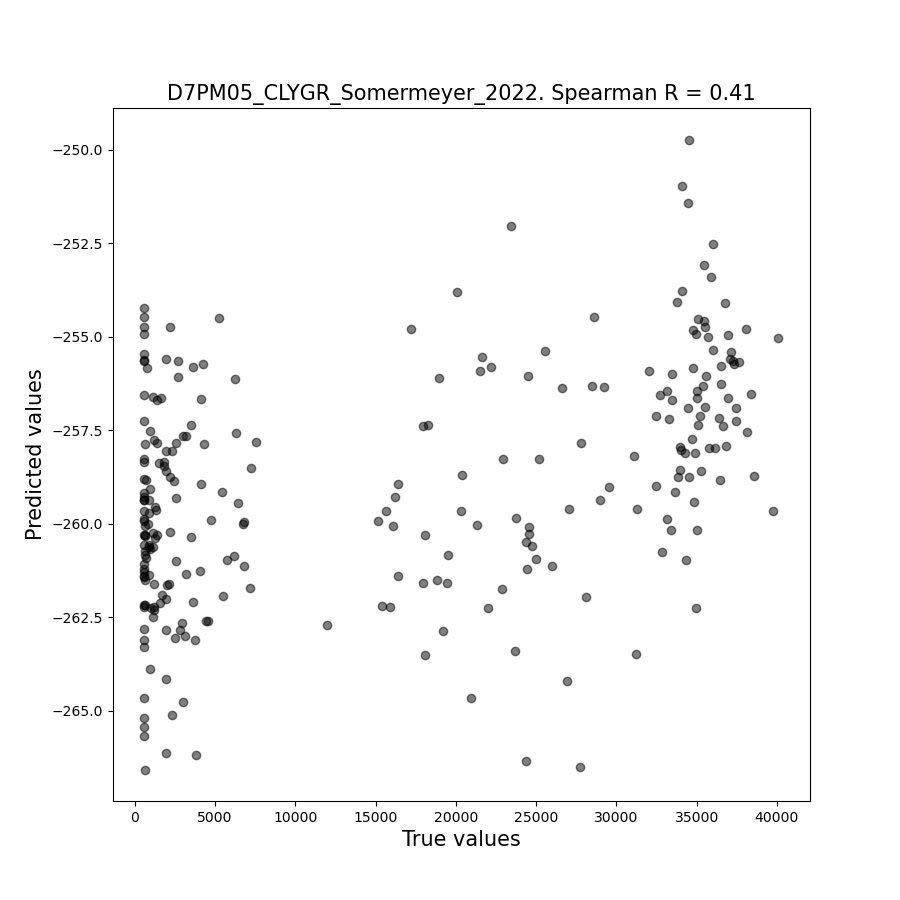 D7PM05_CLYGR_Somermeyer_2022. Spearman R = 0.41
Predicted values
−250.0
−252.5
−255.0
−257.5
−260.0
−262.5
−265.0
0 5000 10000 15000 20000 25000 30000 35000 40000
True values